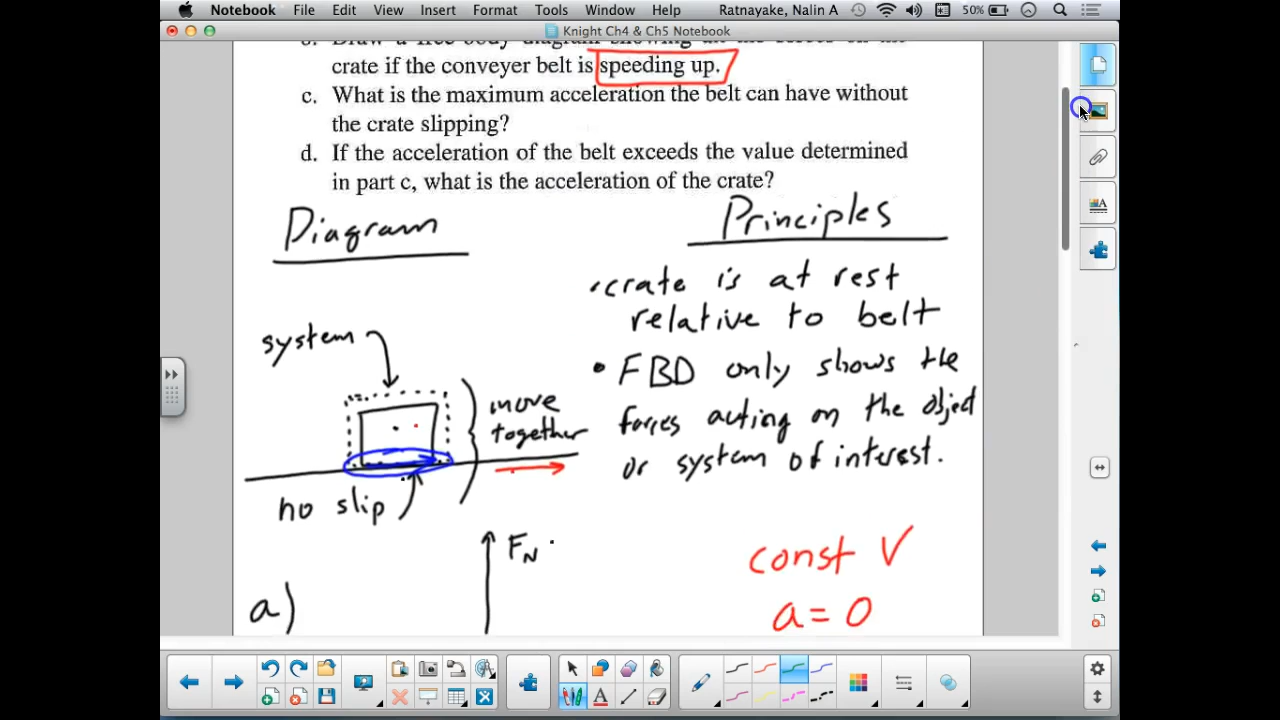 Notebook File Edit View Insert Format Tools Window Help Ratnayake, Nalin A 50%
Knight Ch4 & Ch5 Notebook
crate if the conveyer belt is speeding up.
c. What is the maximum acceleration the belt can have without
the crate slipping?
d. If the acceleration of the belt exceeds the value determined
in part c, what is the acceleration of the crate?
Diagram
Principles
• crate is at rest
relative to belt
system
• FBD only shows the
forces acting on the object
or system of interest.
move
together
no slip
FN
const V
a = 0
a)